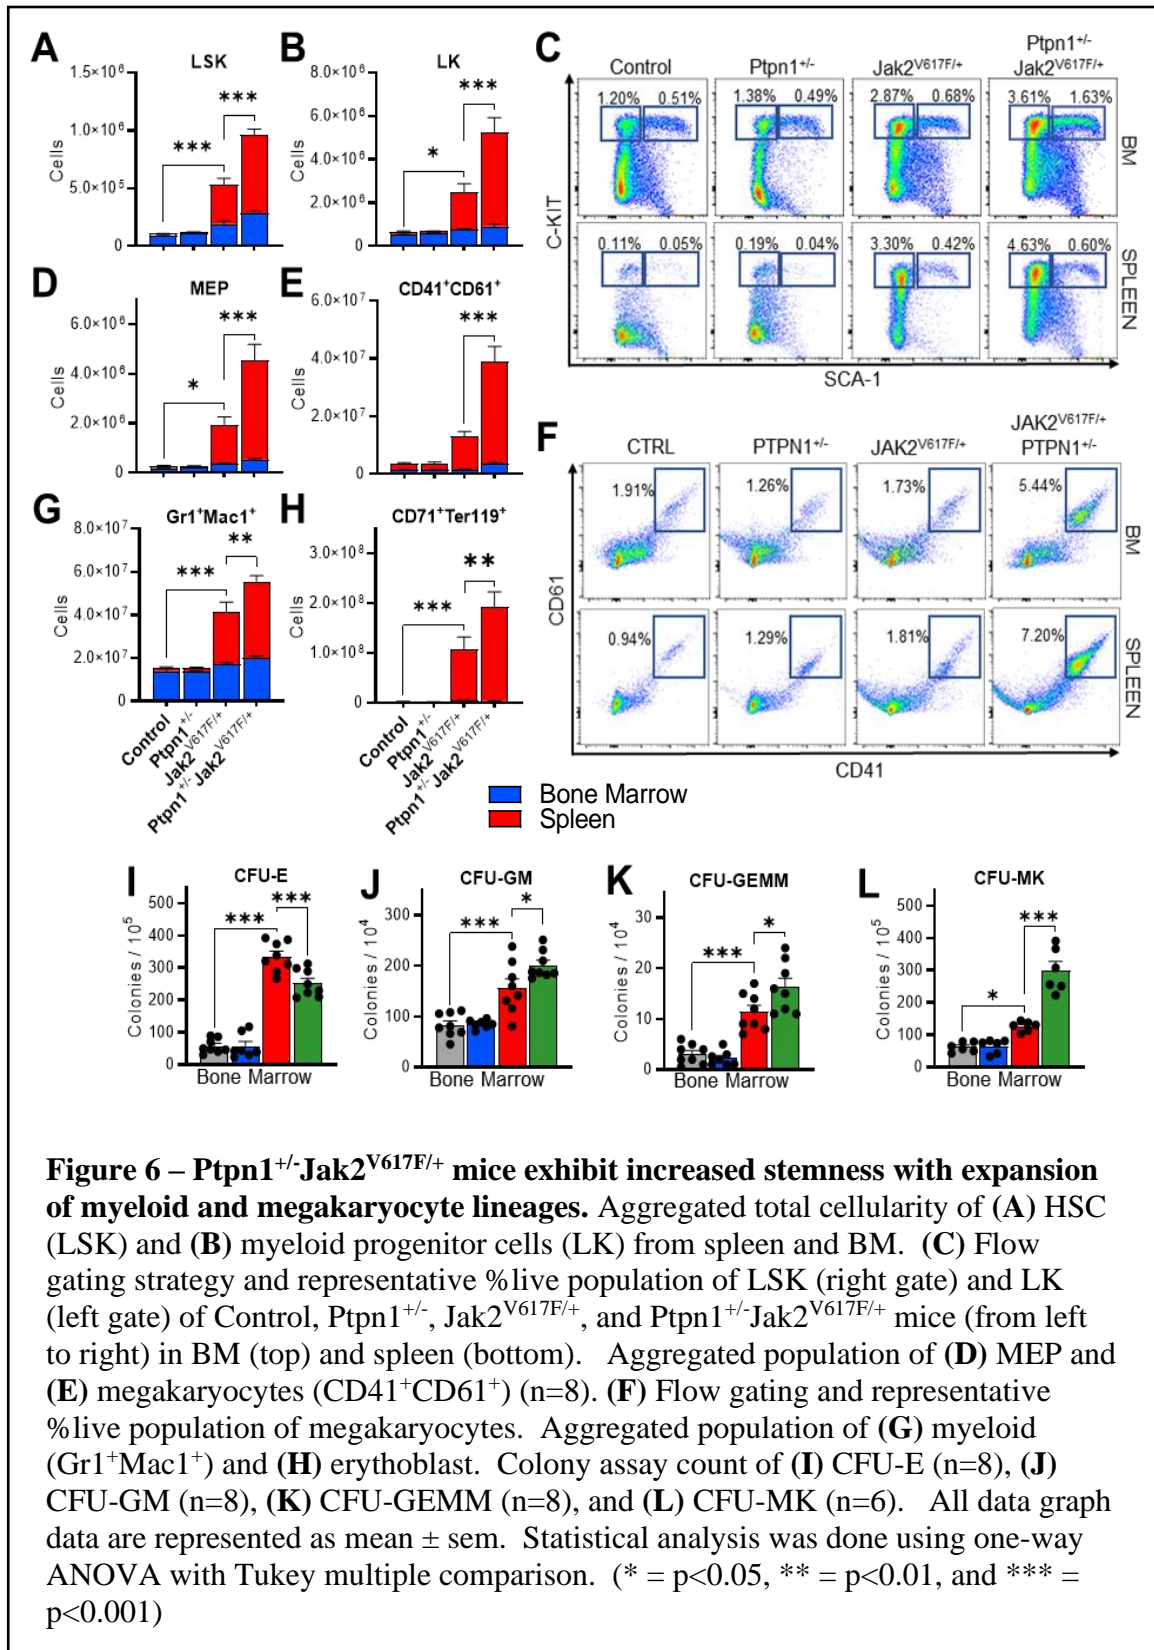 A
LSK
***
***
1.5×10⁶
1.0×10⁶
5.0×10⁵
0
Cells
B
LK
***
*
8.0×10⁶
6.0×10⁶
4.0×10⁶
2.0×10⁶
0
Cells
C
Control
Ptpn1⁺/⁻
Jak2ⱽ⁶¹⁷ᶠ/⁺
Ptpn1⁺/⁻
Jak2ⱽ⁶¹⁷ᶠ/⁺
1.20% 0.51%
1.38% 0.49%
2.87% 0.68%
3.61% 1.63%
BM
0.11% 0.05%
0.19% 0.04%
3.30% 0.42%
4.63% 0.60%
SPLEEN
C-KIT
SCA-1
D
MEP
***
*
8.0×10⁶
6.0×10⁶
4.0×10⁶
2.0×10⁶
0
Cells
E
CD41⁺CD61⁺
***
6.0×10⁷
4.0×10⁷
2.0×10⁷
0
Cells
F
CTRL
PTPN1⁺/⁻
JAK2ⱽ⁶¹⁷ᶠ/⁺
JAK2ⱽ⁶¹⁷ᶠ/⁺
PTPN1⁺/⁻
1.91%
1.26%
1.73%
5.44%
BM
0.94%
1.29%
1.81%
7.20%
SPLEEN
CD61
CD41
G
Gr1⁺Mac1⁺
**
***
8.0×10⁷
6.0×10⁷
4.0×10⁷
2.0×10⁷
0
Cells
Control
Ptpn1⁺/⁻
Jak2ⱽ⁶¹⁷ᶠ/⁺
Ptpn1⁺/⁻ Jak2ⱽ⁶¹⁷ᶠ/⁺
H
CD71⁺Ter119⁺
**
***
3.0×10⁸
2.0×10⁸
1.0×10⁸
0
Cells
Control
Ptpn1⁺/⁻
Jak2ⱽ⁶¹⁷ᶠ/⁺
Ptpn1⁺/⁻ Jak2ⱽ⁶¹⁷ᶠ/⁺
Bone Marrow
Spleen
I
CFU-E
***
***
500
400
300
200
100
0
Colonies / 10⁵
Bone Marrow
J
CFU-GM
***
*
300
200
100
0
Colonies / 10⁴
Bone Marrow
K
CFU-GEMM
***
*
30
20
10
0
Colonies / 10⁴
Bone Marrow
L
CFU-MK
***
*
500
400
300
200
100
0
Colonies / 10⁵
Bone Marrow
Figure 6 – Ptpn1⁺/⁻Jak2ⱽ⁶¹⁷ᶠ/⁺ mice exhibit increased stemness with expansion
of myeloid and megakaryocyte lineages. Aggregated total cellularity of (A) HSC
(LSK) and (B) myeloid progenitor cells (LK) from spleen and BM. (C) Flow
gating strategy and representative %live population of LSK (right gate) and LK
(left gate) of Control, Ptpn1⁺/⁻, Jak2ⱽ⁶¹⁷ᶠ/⁺, and Ptpn1⁺/⁻Jak2ⱽ⁶¹⁷ᶠ/⁺ mice (from left
to right) in BM (top) and spleen (bottom). Aggregated population of (D) MEP and
(E) megakaryocytes (CD41⁺CD61⁺) (n=8). (F) Flow gating and representative
%live population of megakaryocytes. Aggregated population of (G) myeloid
(Gr1⁺Mac1⁺) and (H) erythoblast. Colony assay count of (I) CFU-E (n=8), (J)
CFU-GM (n=8), (K) CFU-GEMM (n=8), and (L) CFU-MK (n=6). All data graph
data are represented as mean ± sem. Statistical analysis was done using one-way
ANOVA with Tukey multiple comparison. (* = p<0.05, ** = p<0.01, and *** =
p<0.001)